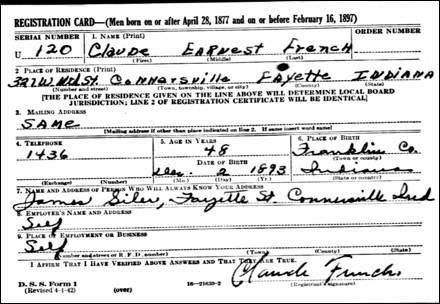 REGISTRATION CARD—(Men born on or after April 28, 1877 and on or before February 16, 1897)
SERIAL NUMBER 1. NAME (Print) ORDER NUMBER
U 120 Claude Earnest French
(First) (Middle) (Last)
2. PLACE OF RESIDENCE (Print)
Connersville Fayette Indiana
(Number and street) (Town, township, village, or city) (County) (State)
[THE PLACE OF RESIDENCE GIVEN ON THE LINE ABOVE WILL DETERMINE LOCAL BOARD
JURISDICTION; LINE 2 OF REGISTRATION CERTIFICATE WILL BE IDENTICAL]
3. MAILING ADDRESS
SAME
[Mailing address if other than place indicated on line 2. If same insert word same]
4. TELEPHONE 5. AGE IN YEARS 6. PLACE OF BIRTH
1436 48 Franklin Co.
DATE OF BIRTH (Town or county)
Dec. 2 1893 Indiana
(Exchange) (Number) (Mo.) (Day) (Yr.) (State or country)
7. NAME AND ADDRESS OF PERSON WHO WILL ALWAYS KNOW YOUR ADDRESS
James Siler, Fayette St. Connersville Ind
8. EMPLOYER'S NAME AND ADDRESS
Self
9. PLACE OF EMPLOYMENT OR BUSINESS
Self
(Number and street or R. F. D. number) (Town) (County) (State)
I AFFIRM THAT I HAVE VERIFIED ABOVE ANSWERS AND THAT THEY ARE TRUE.
Claude French
D. S. S. Form 1
(Revised 4-1-42) (over) 16—21630-2 (Registrant's signature)